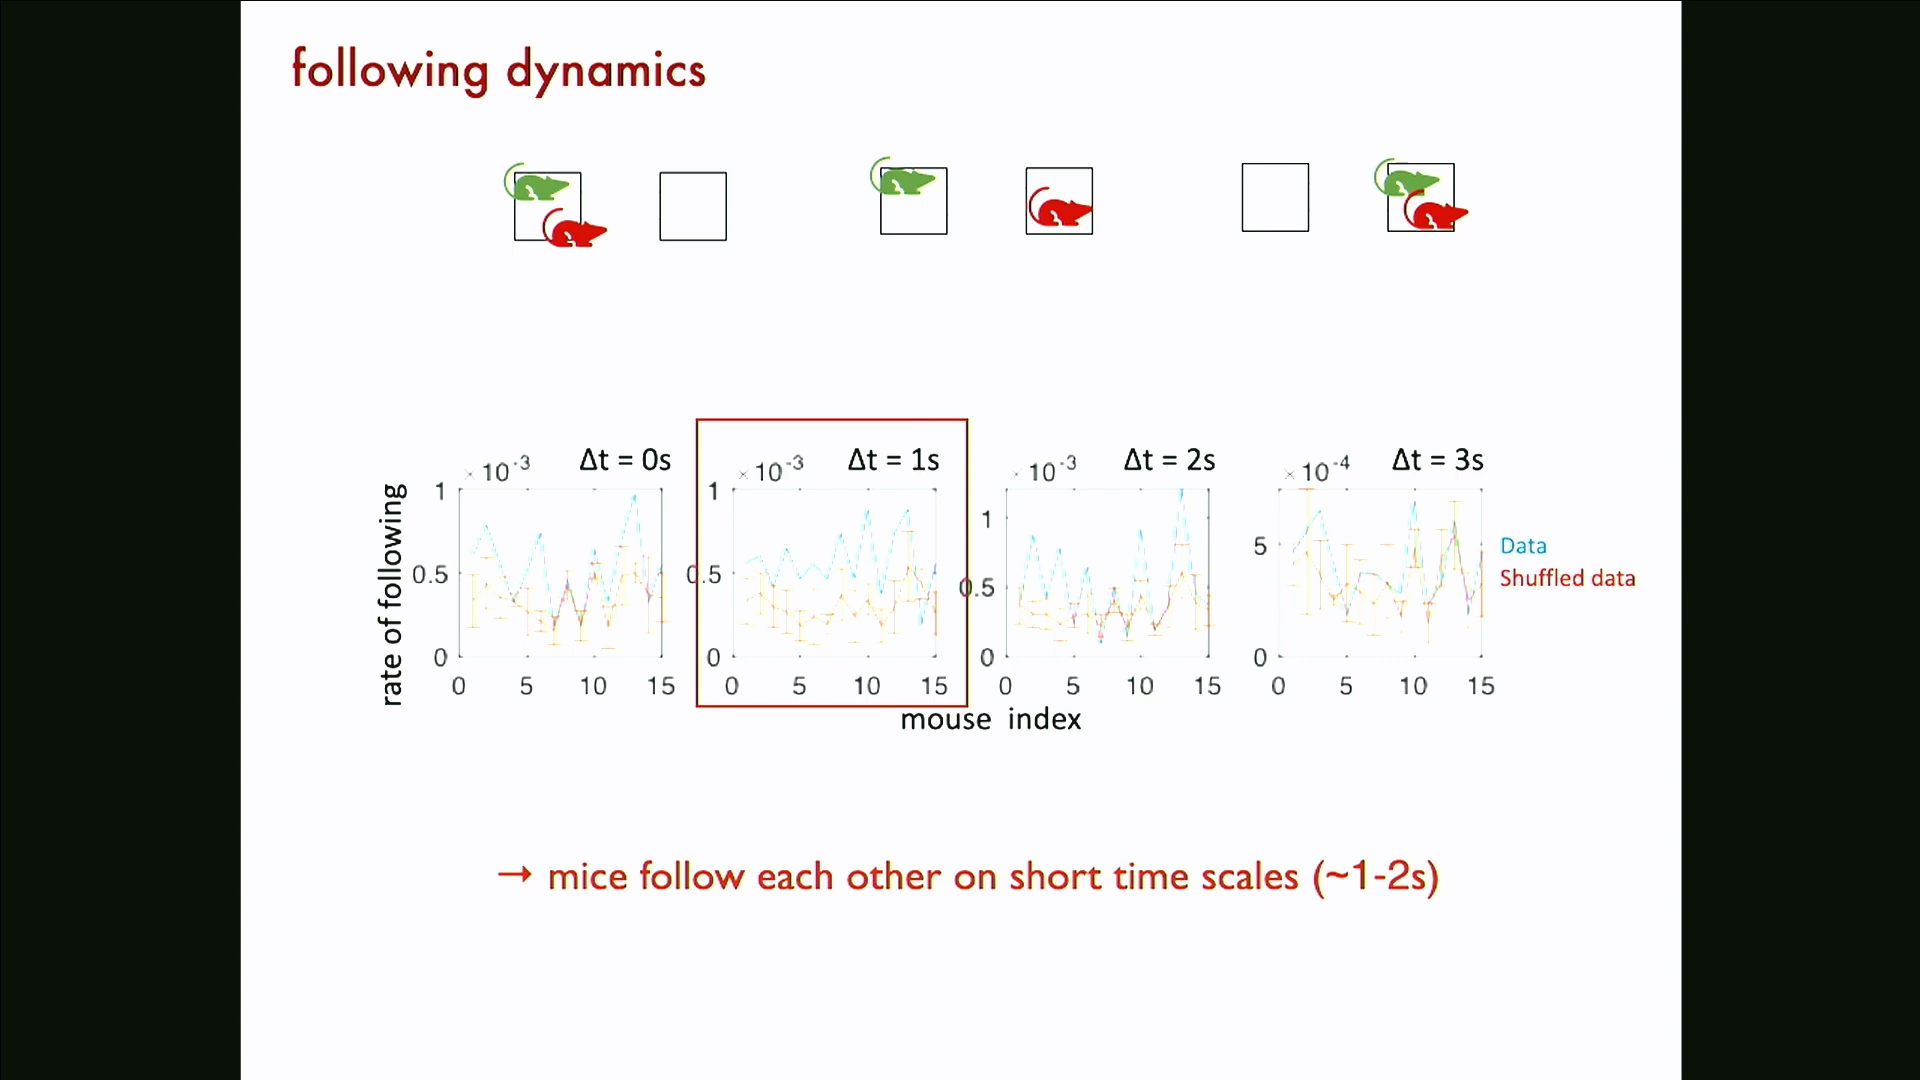 following dynamics
× 10⁻³ Δt = 0s
× 10⁻³ Δt = 1s
× 10⁻³ Δt = 2s
× 10⁻⁴ Δt = 3s
rate of following
1
0.5
0
0 5 10 15
1
0.5
0
0 5 10 15
1
0.5
0
0 5 10 15
5
0
0 5 10 15
Data
Shuffled data
mouse index
→ mice follow each other on short time scales (~1-2s)